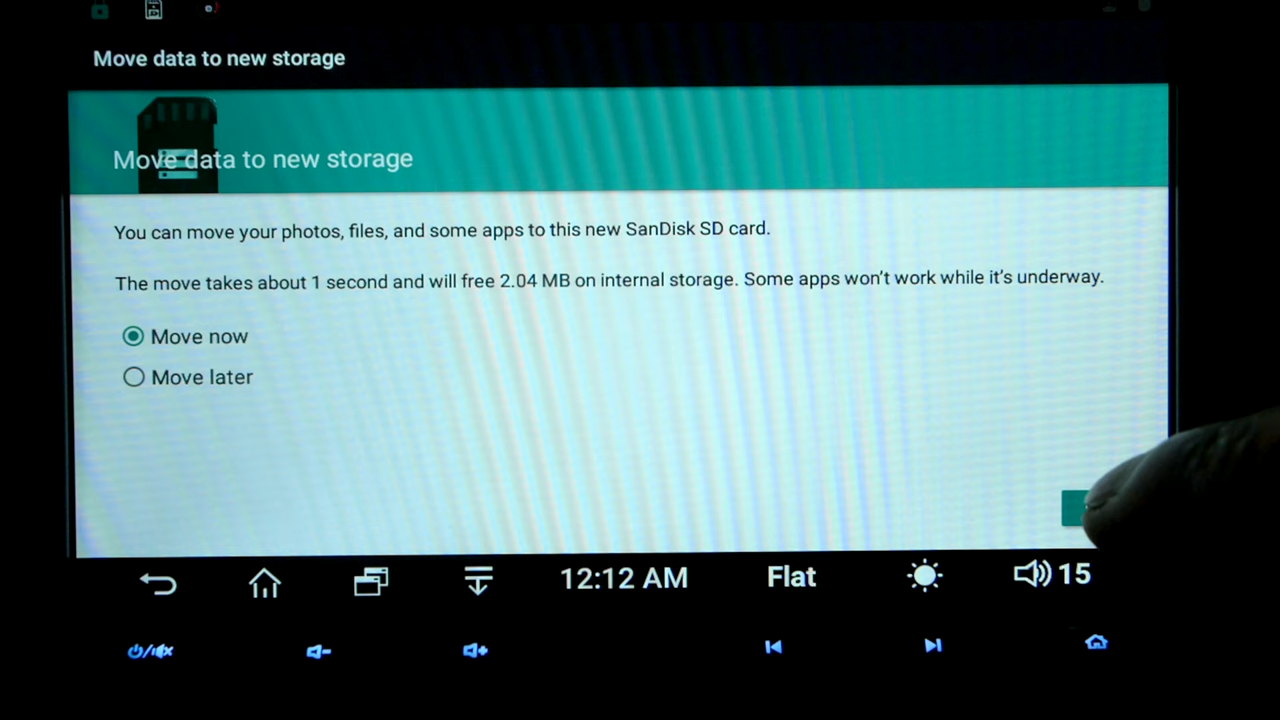 Move data to new storage
Move data to new storage
You can move your photos, files, and some apps to this new SanDisk SD card.
The move takes about 1 second and will free 2.04 MB on internal storage. Some apps won't work while it's underway.
Move now
Move later
12:12 AM Flat 15